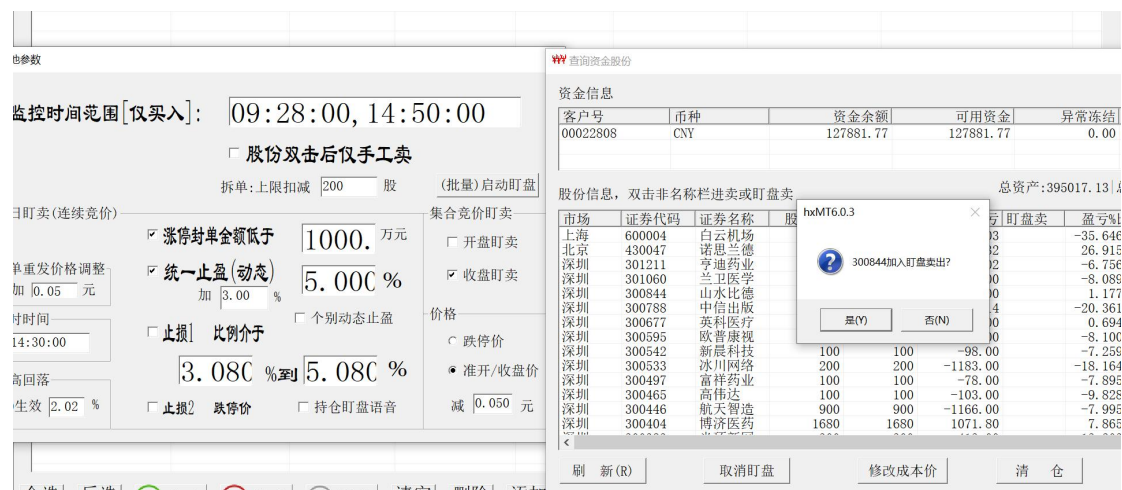 他参数
监控时间范围[仅买入]: 09:28:00,14:50:00
股份双击后仅手工卖
拆单:上限扣减 200 股 (批量)启动盯盘
日盯卖(连续竞价)
涨停封单金额低于 1000. 万元
单重发价格调整
统一止盈(动态) 5.000 %
加 0.05 元
加 3.00 %
个别动态止盈
时时间
14:30:00
止损1 比例介于
3.080 %到 5.080 %
高回落
生效 2.02 %
止损2 跌停价
持仓盯盘语音
集合竞价盯卖
开盘盯卖
收盘盯卖
价格
跌停价
准开/收盘价
减 0.050 元
查询资金股份
资金信息
客户号 币种 资金余额 可用资金 异常冻结
00022808 CNY 127881.77 127881.77 0.00
股份信息，双击非名称栏进卖或盯盘卖 总资产:395017.13
市场 证券代码 证券名称 股 亏 盯盘卖 盈亏%
上海 600004 白云机场 -35.646
北京 430047 诺思兰德 26.915
深圳 301211 亨迪药业 -6.756
深圳 301060 兰卫医学 -8.089
深圳 300844 山水比德 1.177
深圳 300788 中信出版 -20.361
深圳 300677 英科医疗 0.694
深圳 300595 欧普康视 -8.100
深圳 300542 新晨科技 100 100 -98.00 -7.259
深圳 300533 冰川网络 200 200 -1183.00 -18.164
深圳 300497 富祥药业 100 100 -78.00 -7.895
深圳 300465 高伟达 100 100 -103.00 -9.828
深圳 300446 航天智造 900 900 -1166.00 -7.995
深圳 300404 博济医药 1680 1680 1071.80 7.865
hxMT6.0.3
300844加入盯盘卖出?
是(Y) 否(N)
刷 新(R) 取消盯盘 修改成本价 清 仓